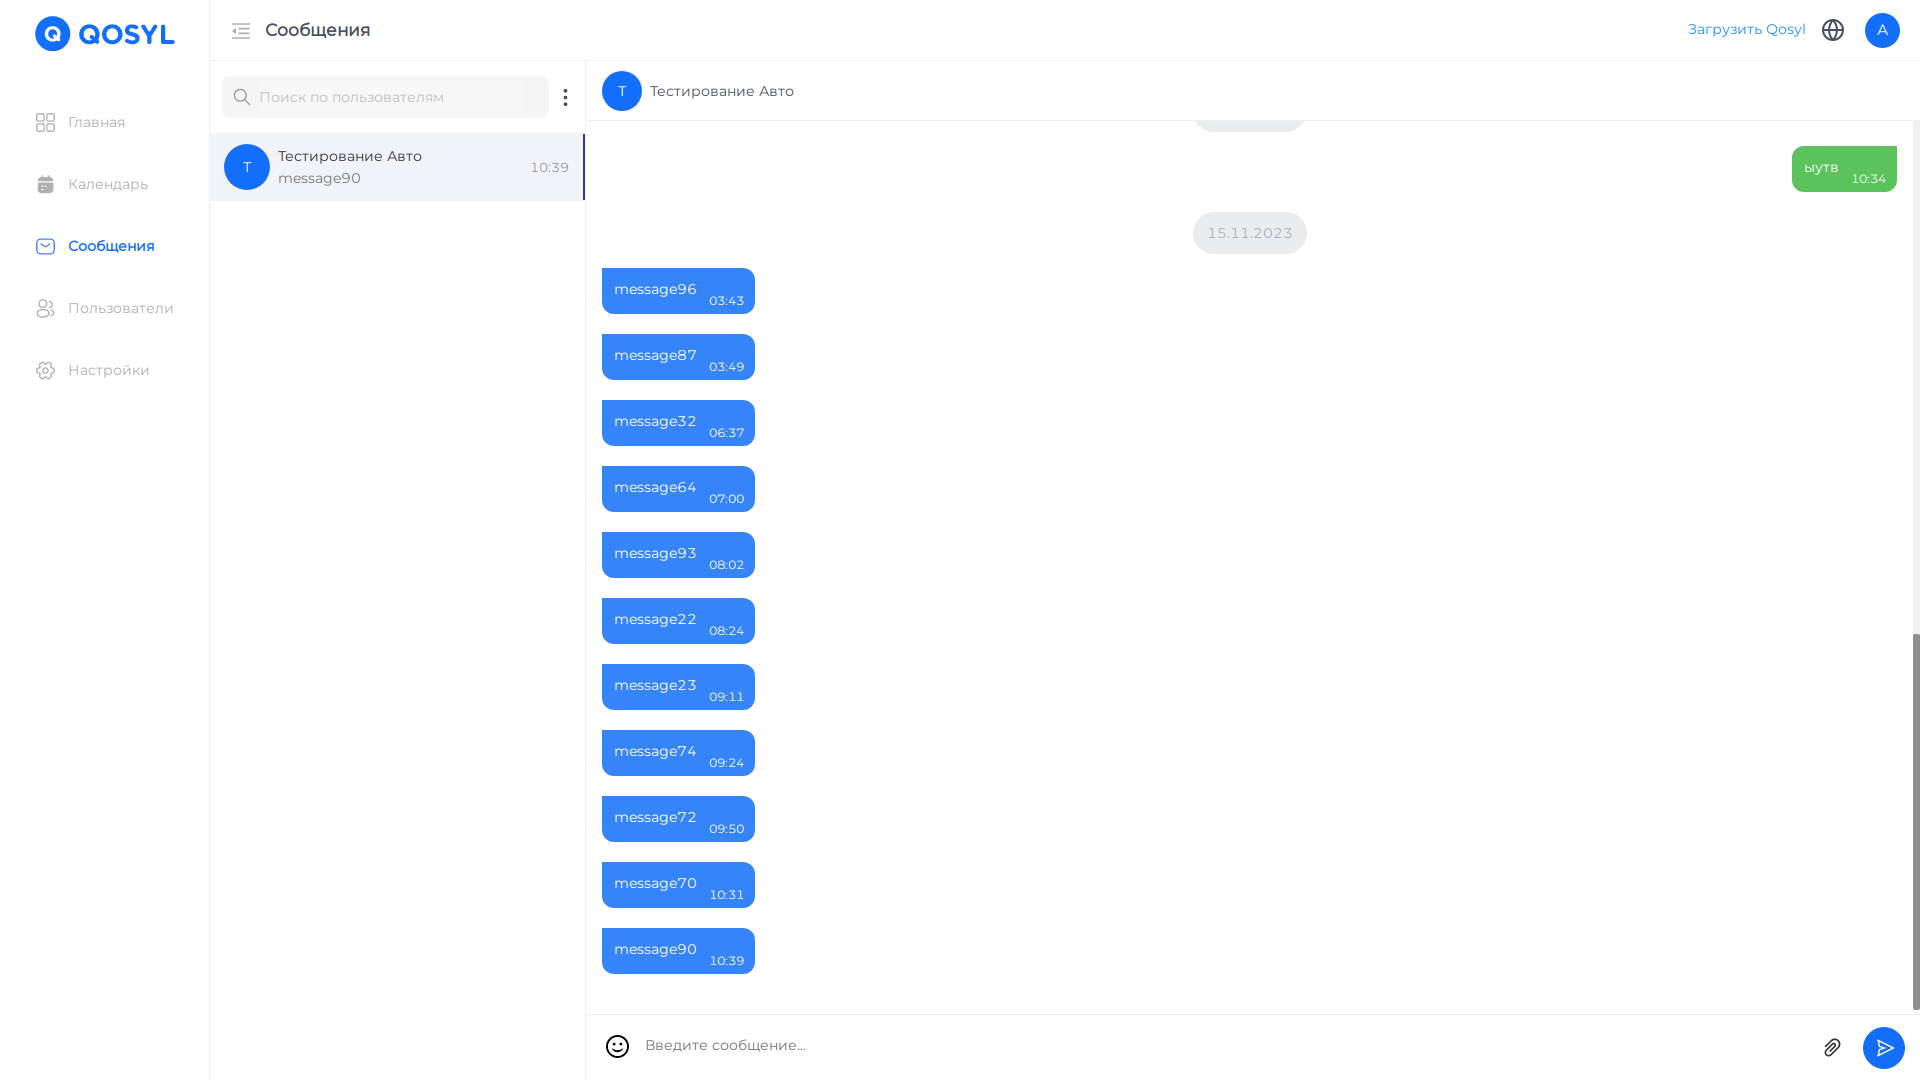 QOSYL
Главная
Календарь
Сообщения
Пользователи
Настройки
Сообщения
Загрузить Qosyl
A
Поиск по пользователям
T
Тестирование Авто
message90
10:39
T
Тестирование Авто
ыутв
10:34
15.11.2023
message96
03:43
message87
03:49
message32
06:37
message64
07:00
message93
08:02
message22
08:24
message23
09:11
message74
09:24
message72
09:50
message70
10:31
message90
10:39
Введите сообщение...